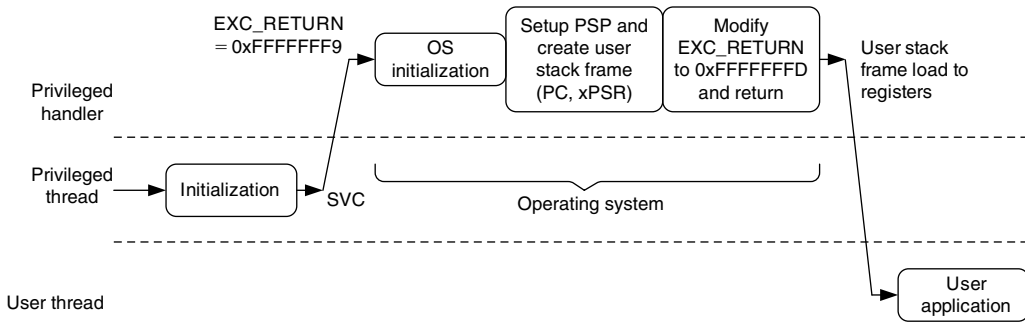 EXC_RETURN
= 0xFFFFFFF9
OS
initialization
Setup PSP and
create user
stack frame
(PC, xPSR)
Modify
EXC_RETURN
to 0xFFFFFFFD
and return
User stack
frame load to
registers
Privileged
handler
Privileged
thread
Initialization
SVC
Operating system
User thread
User
application